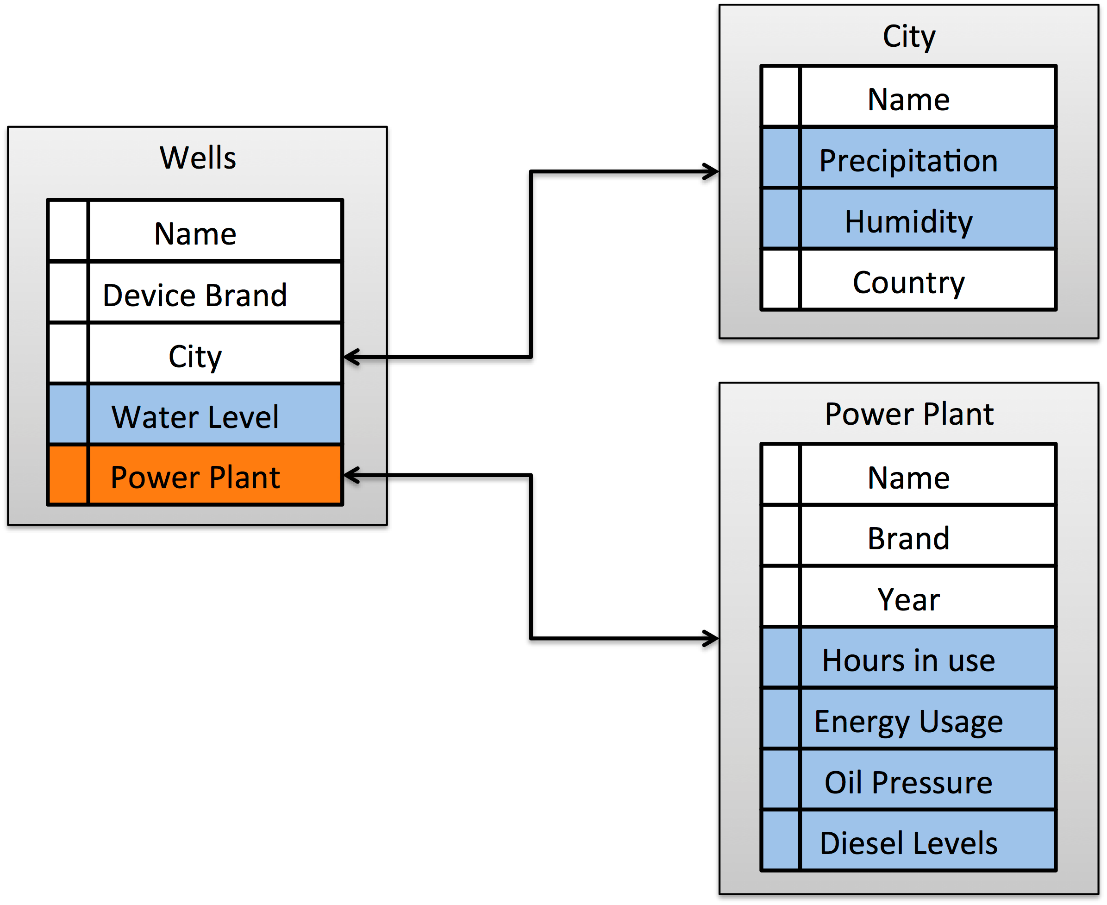 Wells
Name
Device Brand
City
Water Level
Power Plant
City
Name
Precipitation
Humidity
Country
Power Plant
Name
Brand
Year
Hours in use
Energy Usage
Oil Pressure
Diesel Levels